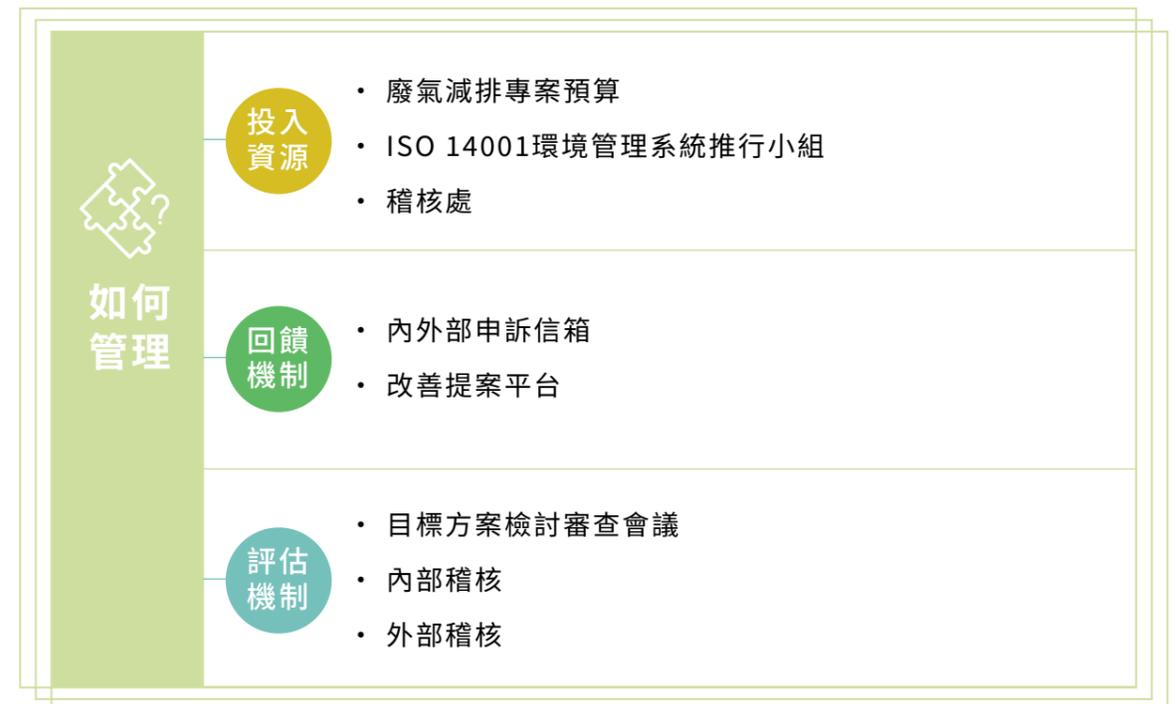 如何
管理
投入
資源
• 廢氣減排專案預算
• ISO 14001環境管理系統推行小組
• 稽核處
回饋
機制
• 內外部申訴信箱
• 改善提案平台
評估
機制
• 目標方案檢討審查會議
• 內部稽核
• 外部稽核